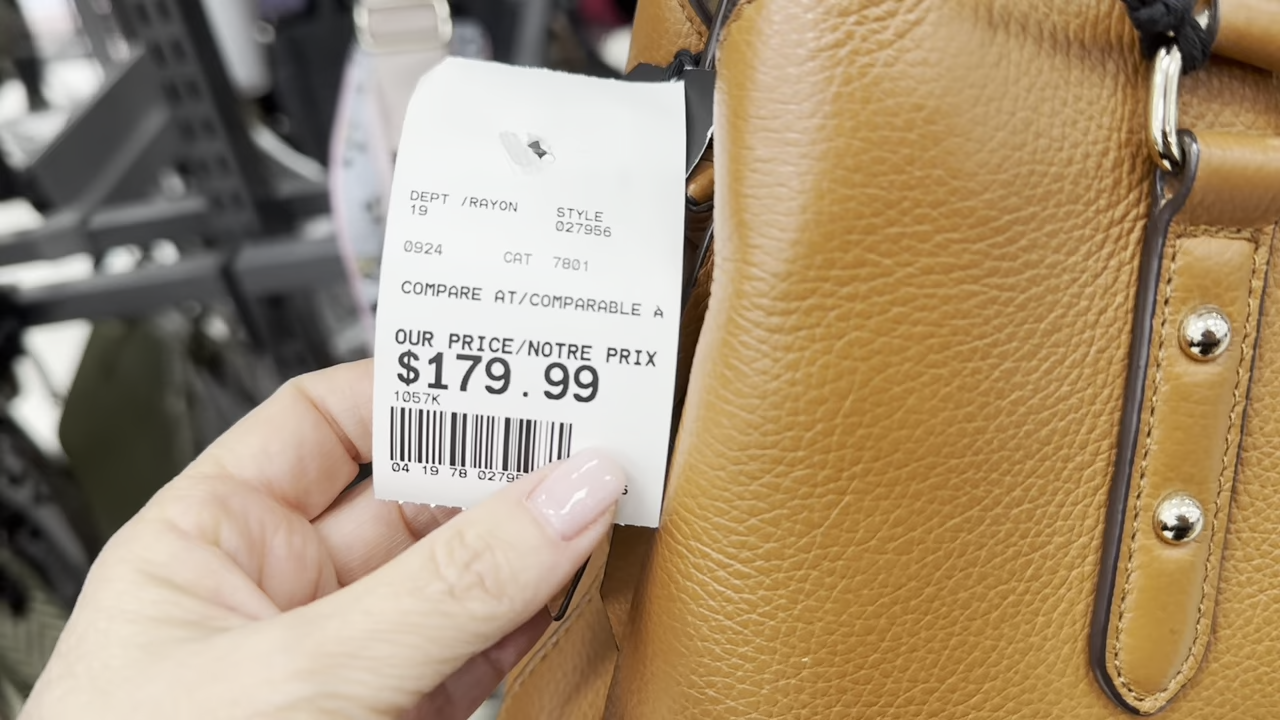 DEPT /RAYON STYLE
19 027956
0924 CAT 7801
COMPARE AT/COMPARABLE À
OUR PRICE/NOTRE PRIX
$179.99
1057K
04 19 78 0279